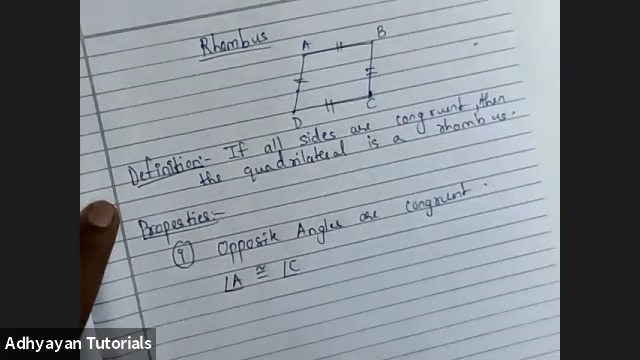 Rhombus
A
B
D
C
Definition:- If all sides are congruent, then
the quadrilateral is a rhombus.
Properties:-
① Opposite Angles are congruent.
∠A ≅ ∠C
Adhyayan Tutorials